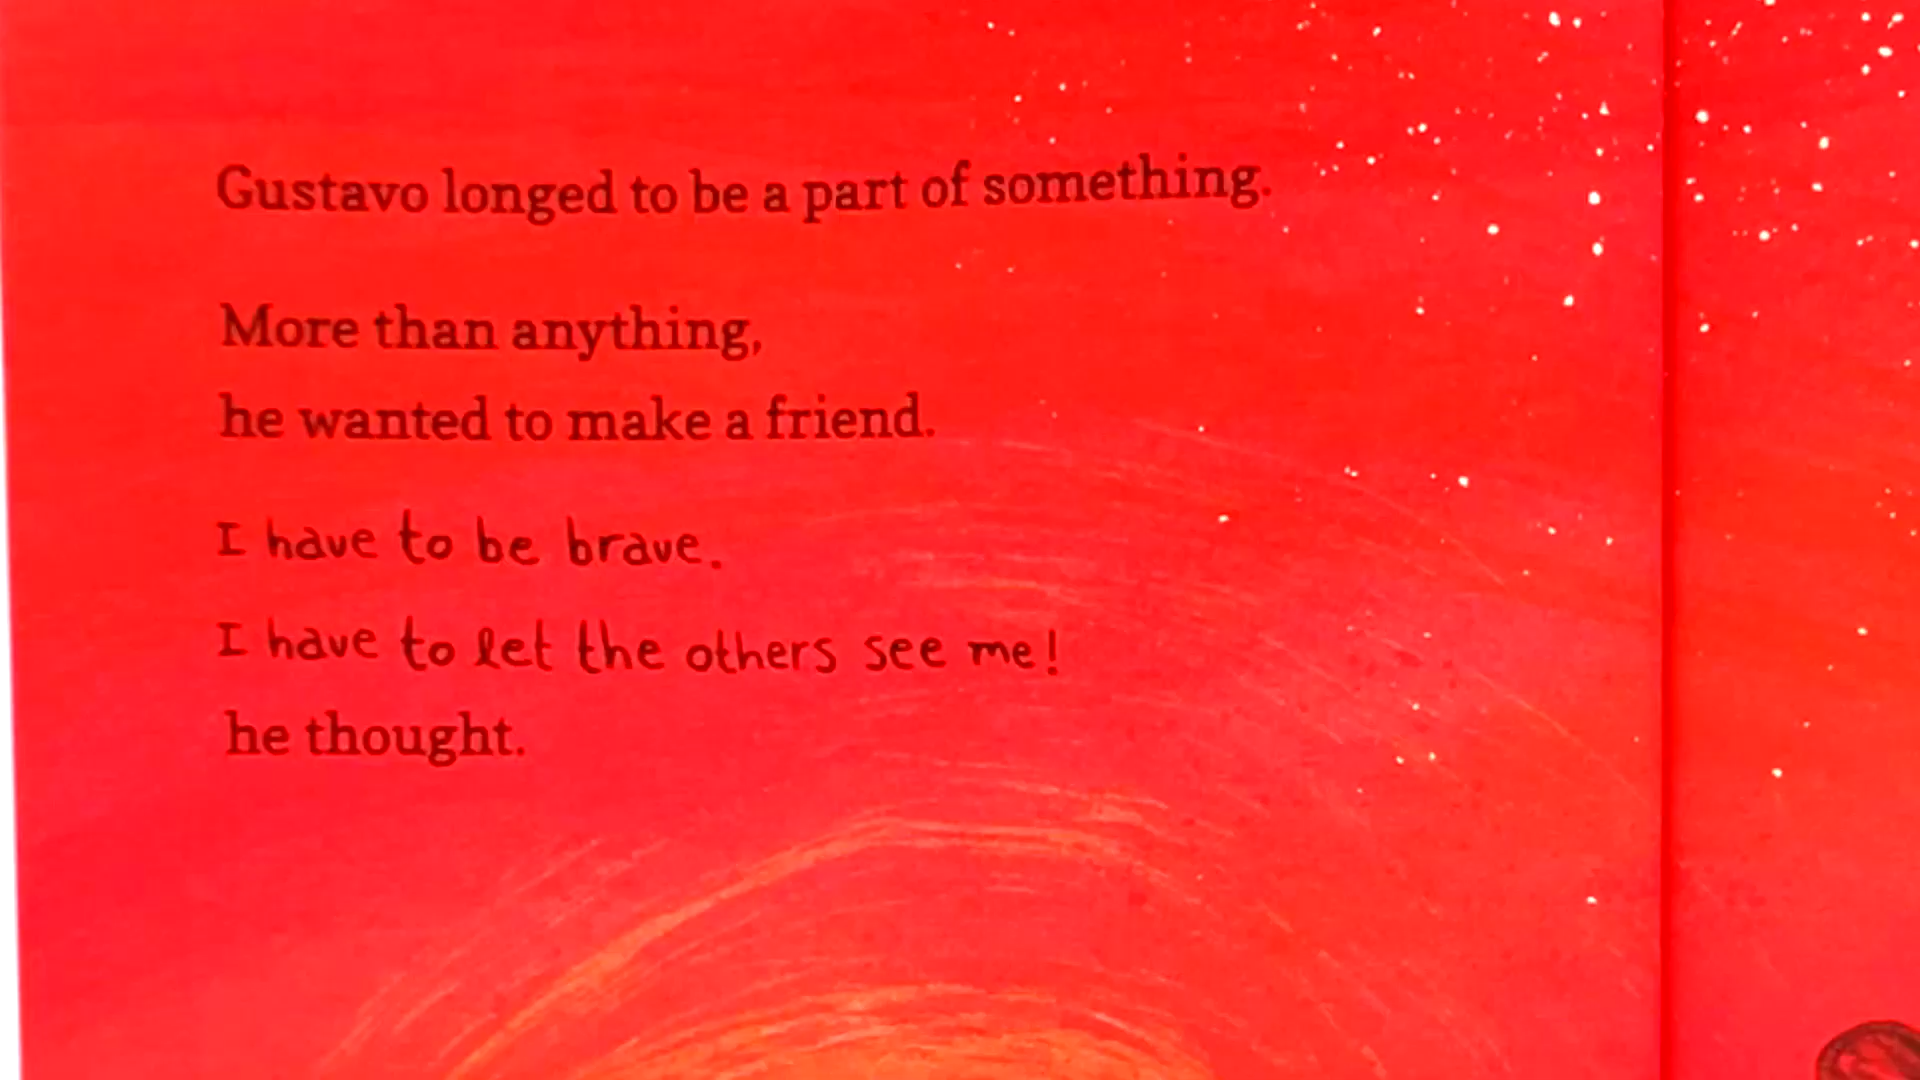 Gustavo longed to be a part of something.
More than anything,
he wanted to make a friend.
I have to be brave.
I have to let the others see me!
he thought.